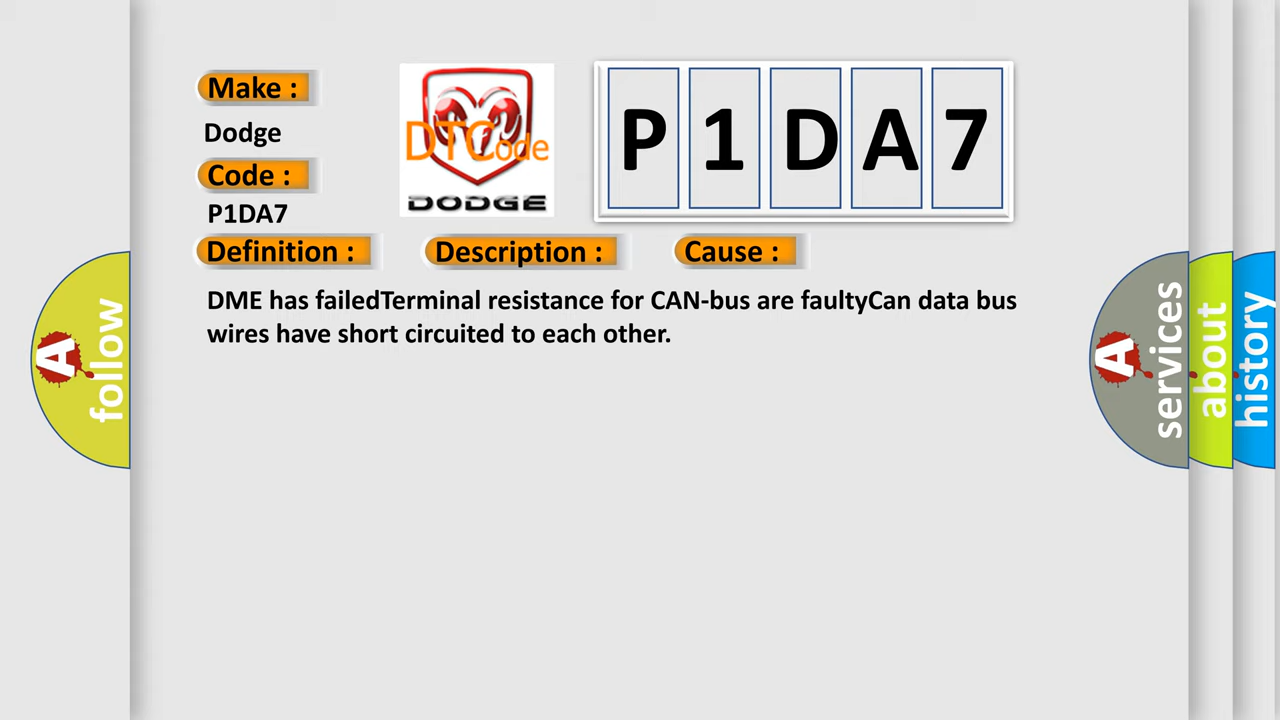 Make :
Dodge
Code :
P1DA7
DTCode
DODGE
P 1 D A 7
Definition :
Description :
Cause :
DME has failedTerminal resistance for CAN-bus are faultyCan data bus
wires have short circuited to each other.
A follow
A services
about
history